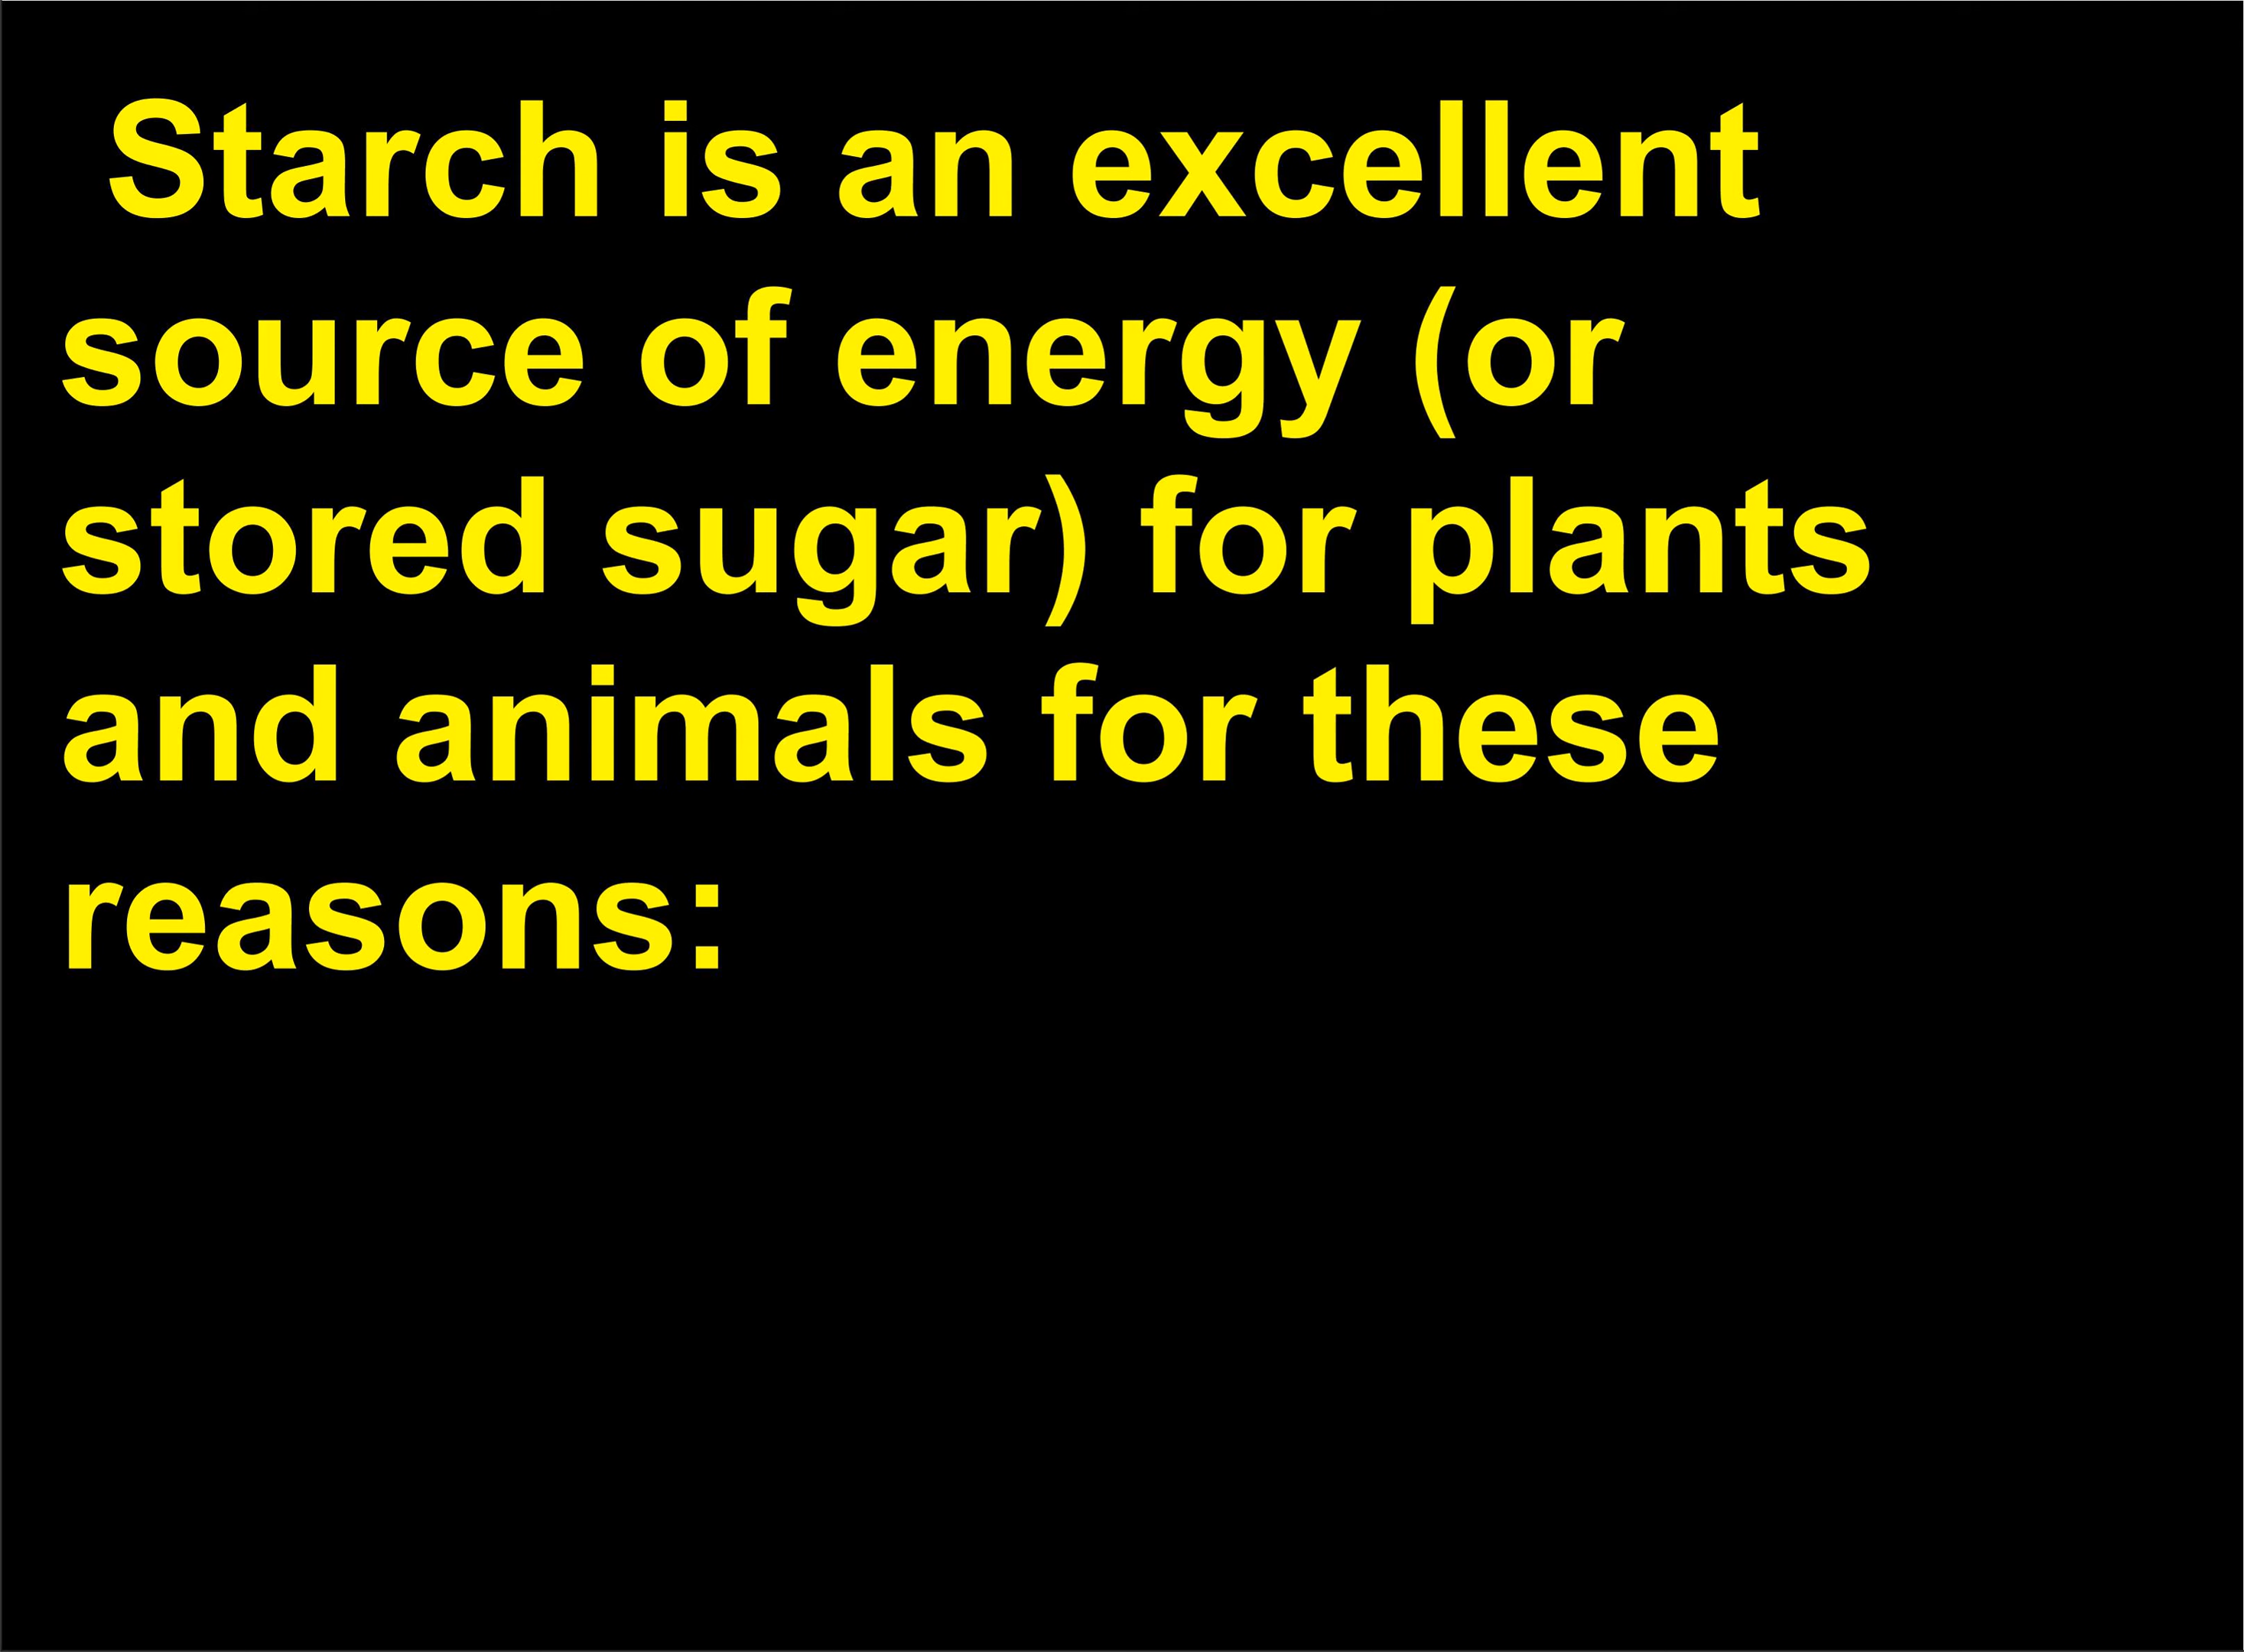 Starch is an excellent
source of energy (or
stored sugar) for plants
and animals for these
reasons: